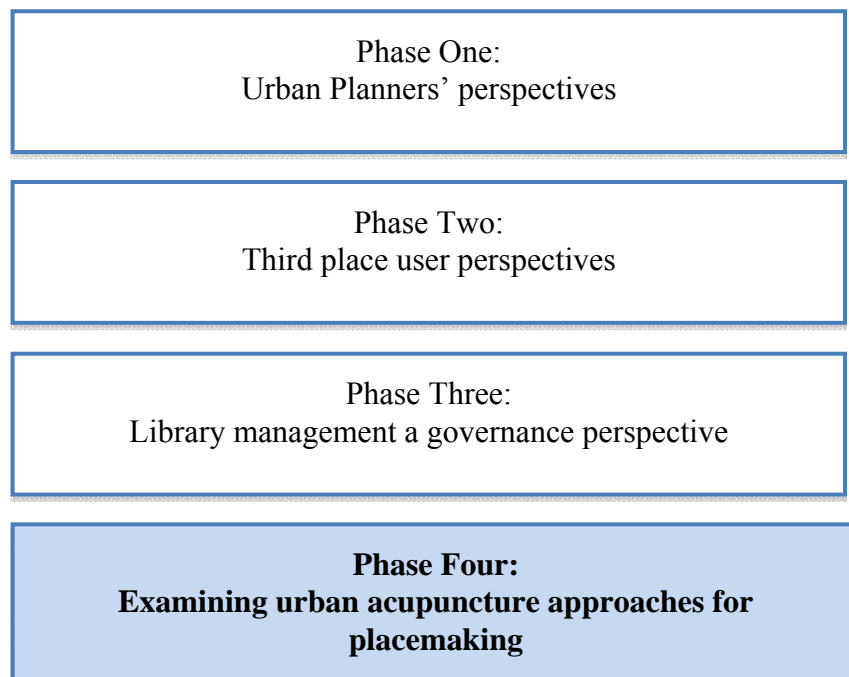 Phase One:
Urban Planners’ perspectives
Phase Two:
Third place user perspectives
Phase Three:
Library management a governance perspective
Phase Four:
Examining urban acupuncture approaches for
placemaking